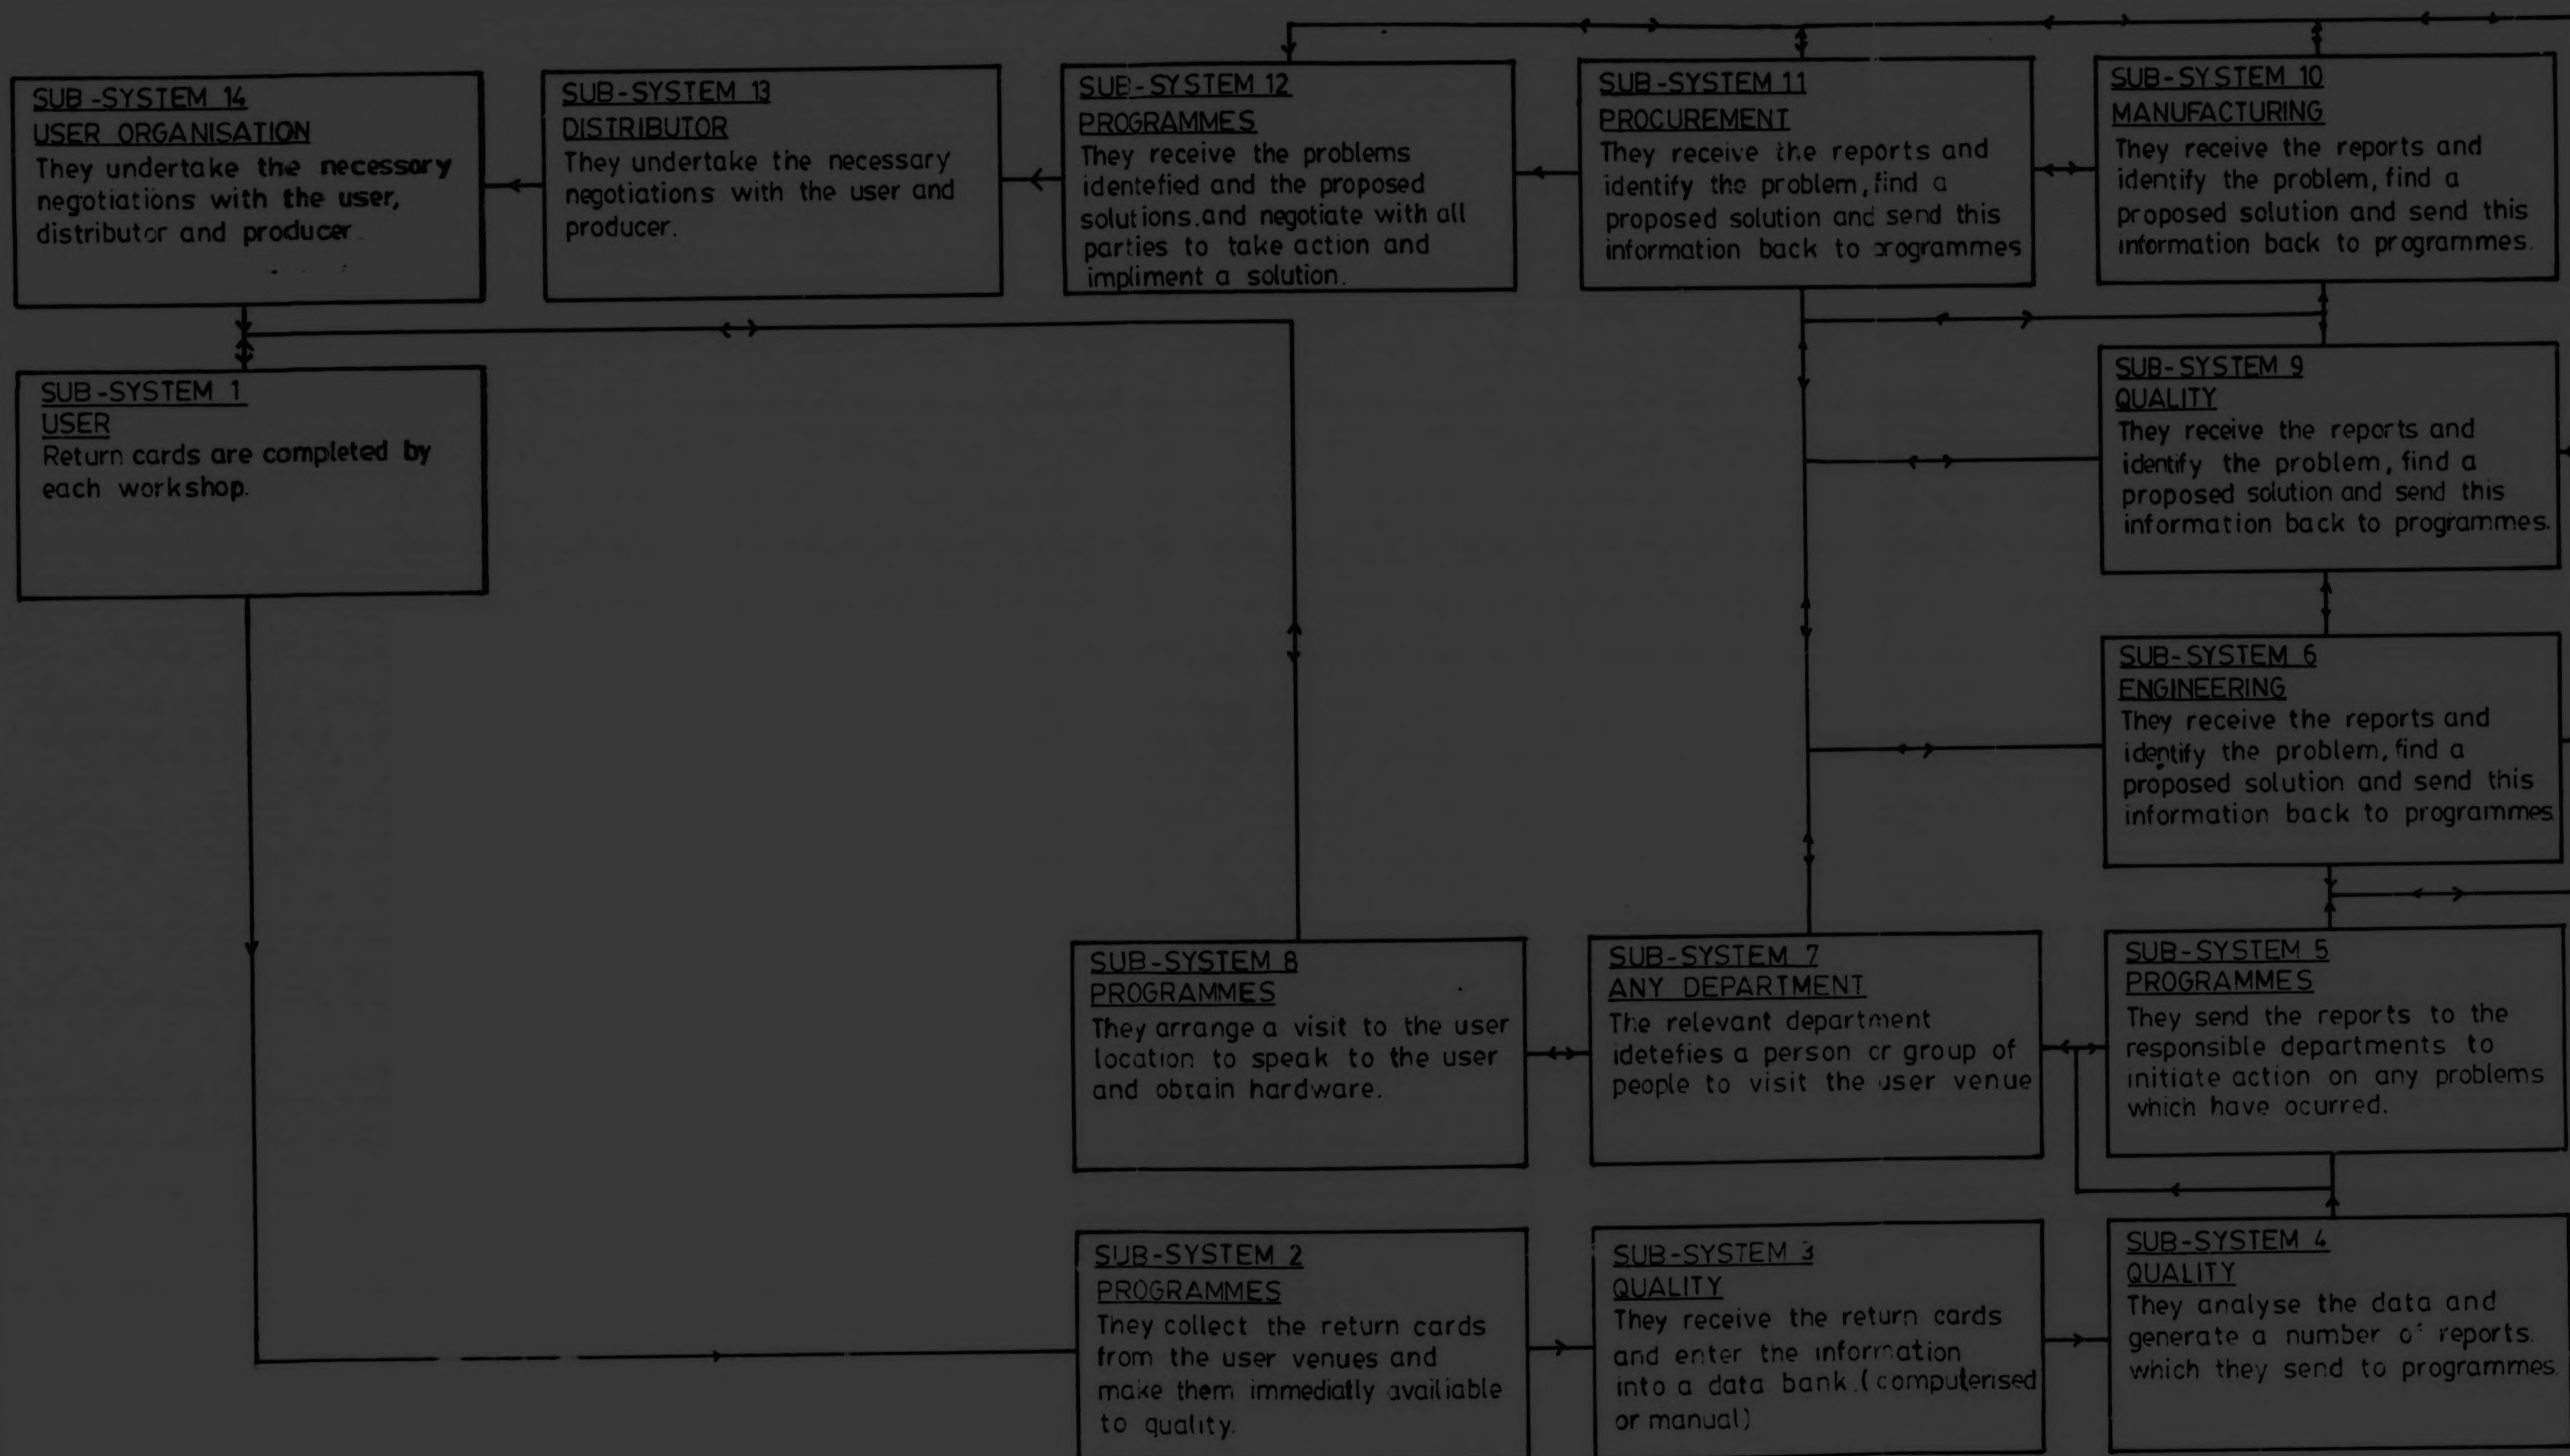 SUB-SYSTEM 14
USER ORGANISATION
They undertake the necessary
negotiations with the user,
distributor and producer
SUB-SYSTEM 13
DISTRIBUTOR
They undertake the necessary
negotiations with the user and
producer.
SUB-SYSTEM 12
PROGRAMMES
They receive the problems
identefied and the proposed
solutions.and negotiate with all
parties to take action and
impliment a solution.
SUB-SYSTEM 11
PROCUREMENT
They receive the reports and
identify the problem, find a
proposed solution and send this
information back to programmes
SUB-SYSTEM 10
MANUFACTURING
They receive the reports and
identify the problem, find a
proposed solution and send this
information back to programmes.
SUB-SYSTEM 1
USER
Return cards are completed by
each workshop.
SUB-SYSTEM 9
QUALITY
They receive the reports and
identify the problem, find a
proposed solution and send this
information back to programmes.
SUB-SYSTEM 6
ENGINEERING
They receive the reports and
identify the problem, find a
proposed solution and send this
information back to programmes
SUB-SYSTEM 8
PROGRAMMES
They arrange a visit to the user
location to speak to the user
and obtain hardware.
SUB-SYSTEM 7
ANY DEPARTMENT
The relevant department
idetefies a person or group of
people to visit the user venue
SUB-SYSTEM 5
PROGRAMMES
They send the reports to the
responsible departments to
initiate action on any problems
which have ocurred.
SUB-SYSTEM 2
PROGRAMMES
They collect the return cards
from the user venues and
make them immediatly availiable
to quality.
SUB-SYSTEM 3
QUALITY
They receive the return cards
and enter the information
into a data bank.(computerised
or manual)
SUB-SYSTEM 4
QUALITY
They analyse the data and
generate a number of reports.
which they send to programmes.